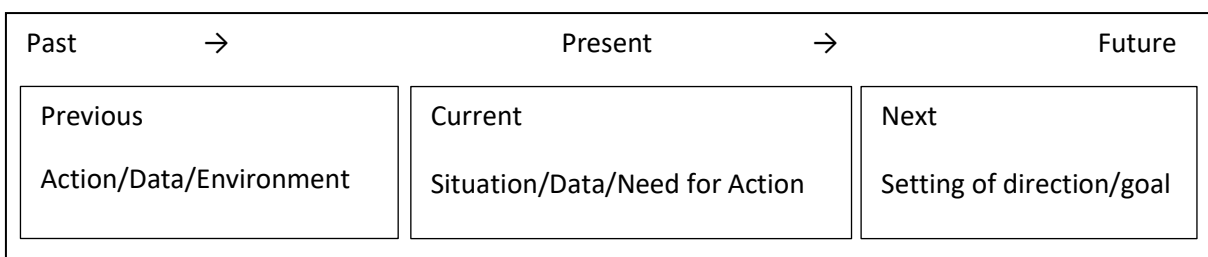 Past → Present → Future
Previous
Action/Data/Environment
Current
Situation/Data/Need for Action
Next
Setting of direction/goal